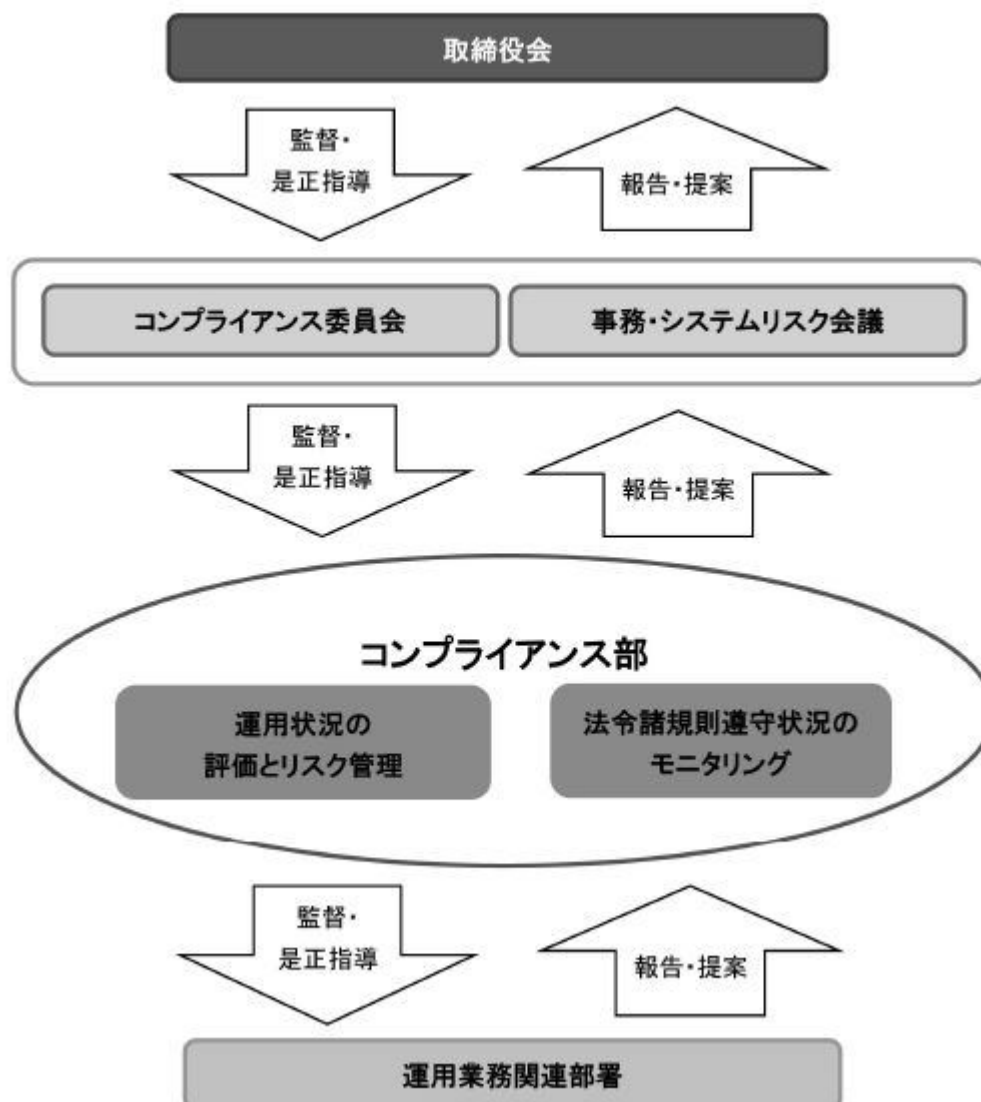 取締役会
監督・
是正指導
報告・提案
コンプライアンス委員会
事務・システムリスク会議
監督・
是正指導
報告・提案
コンプライアンス部
運用状況の
評価とリスク管理
法令諸規則遵守状況の
モニタリング
監督・
是正指導
報告・提案
運用業務関連部署